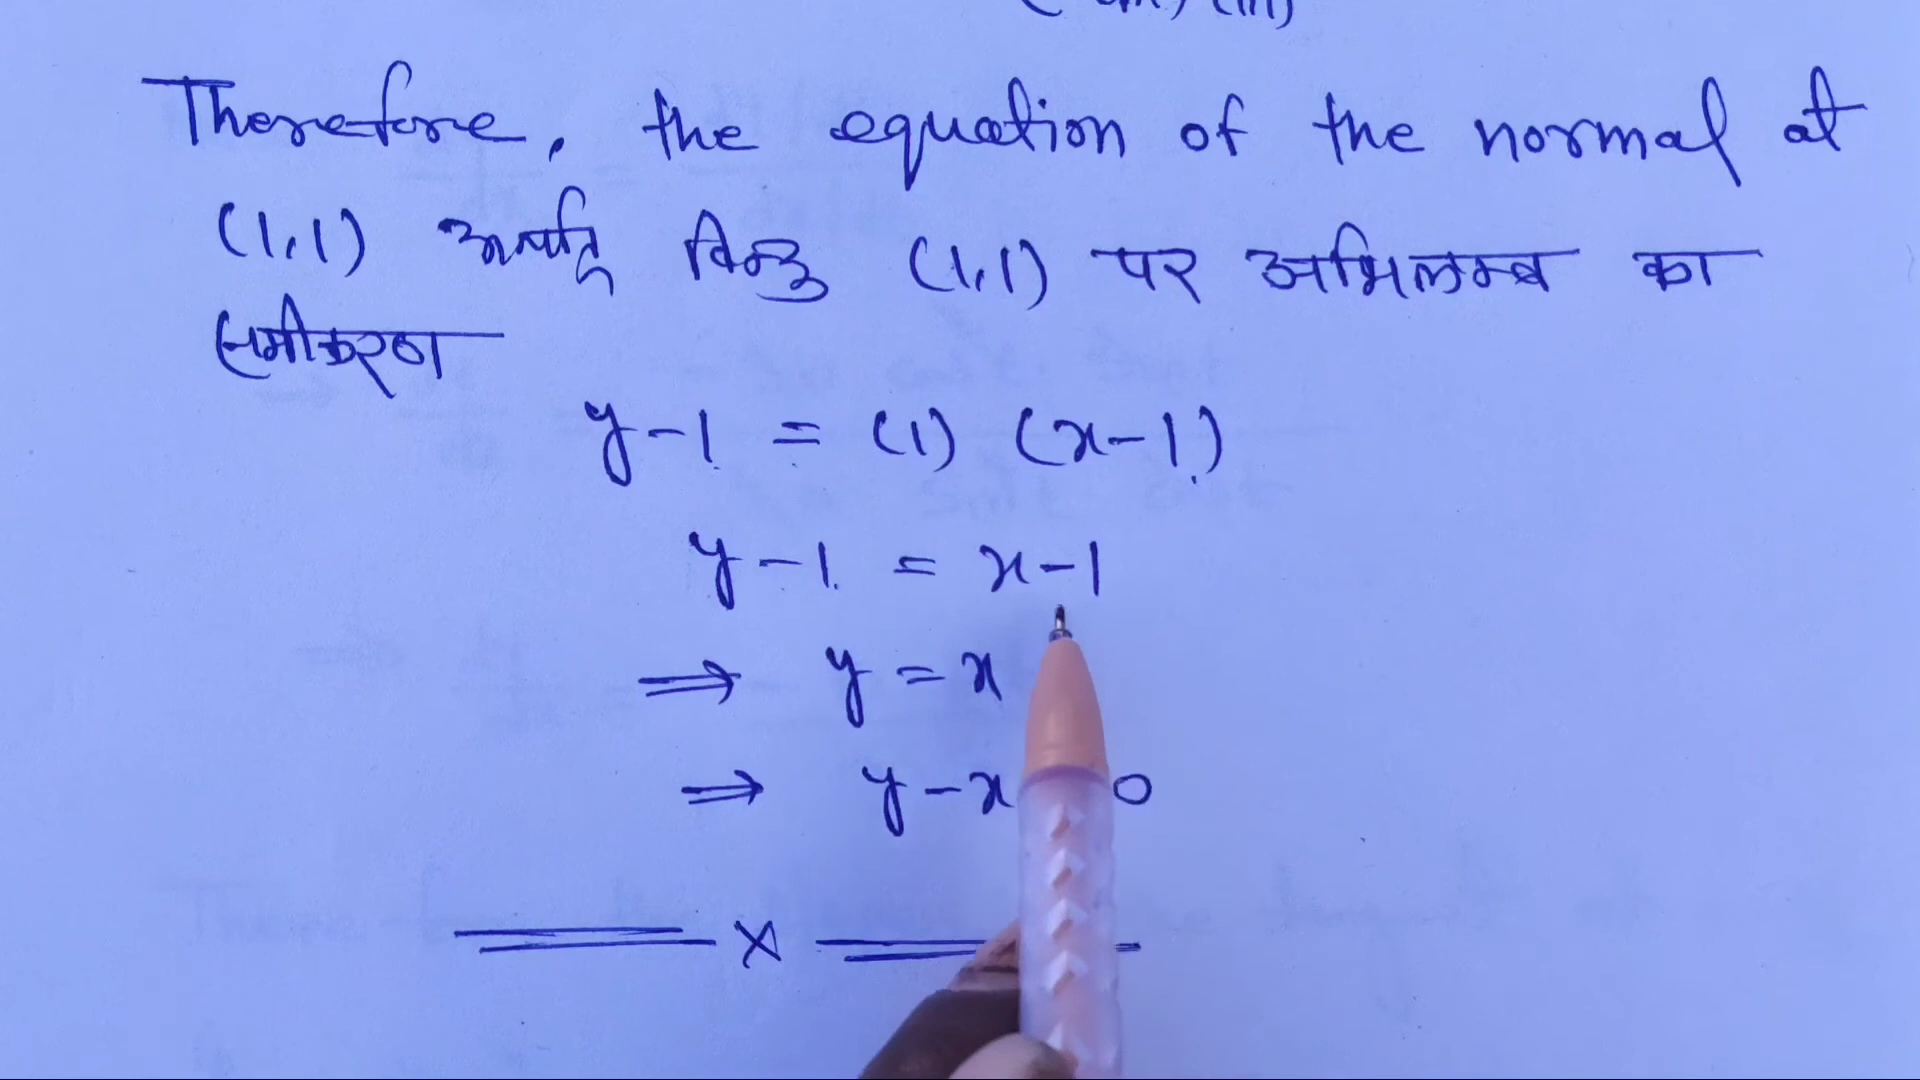 Therefore, the equation of the normal at
(1,1) अर्थात् बिन्दु (1,1) पर अभिलम्ब का
समीकरण
y-1 = (1) (x-1)
y-1 = x-1
⇒ y = x
⇒ y-x 0
x